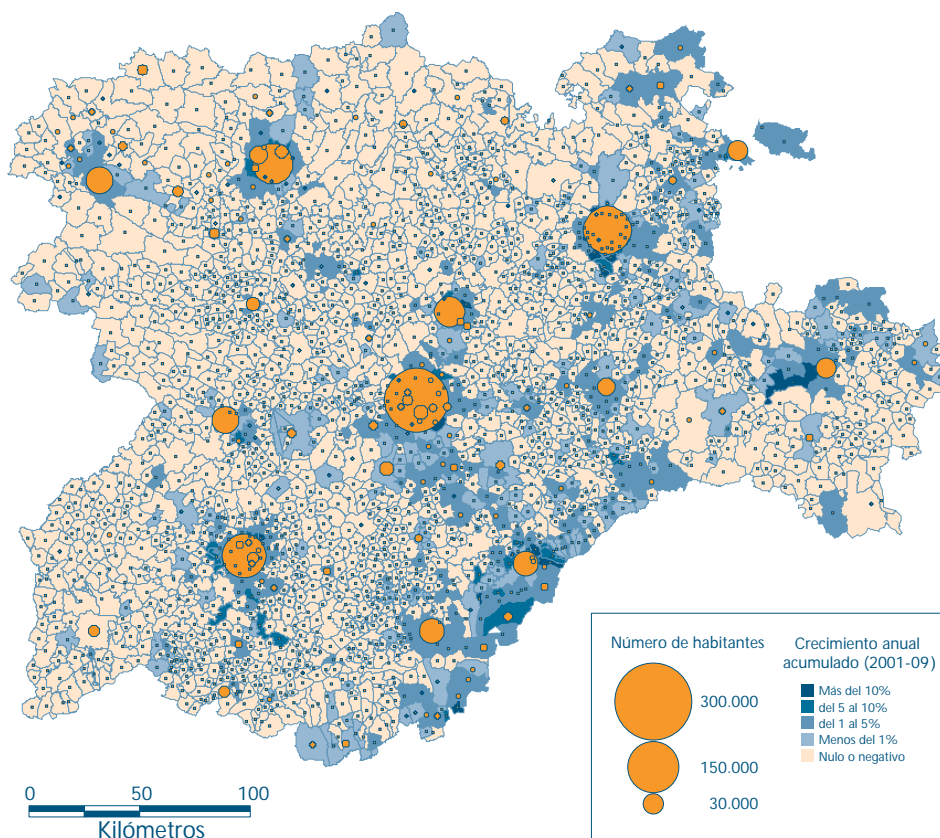 Número de habitantes
300.000
150.000
30.000
Crecimiento anual
acumulado (2001-09)
Más del 10%
del 5 al 10%
del 1 al 5%
Menos del 1%
Nulo o negativo
0 50 100
Kilómetros